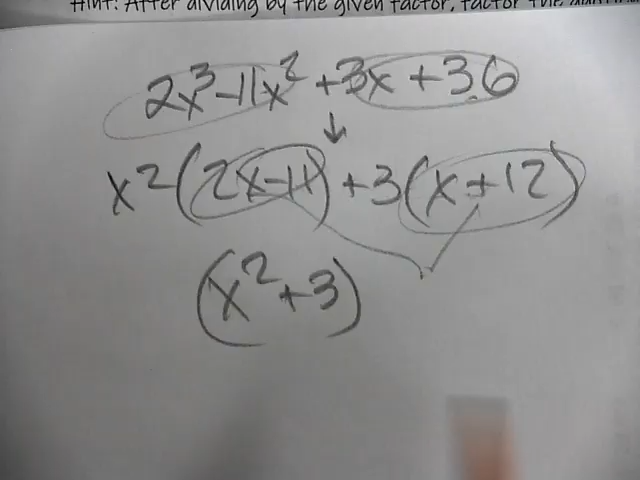 Hint: After dividing by the given factor, factor the
2x³-11x²+3x+36
↓
x²(2x-11)+3(x+12)
(x²+3)